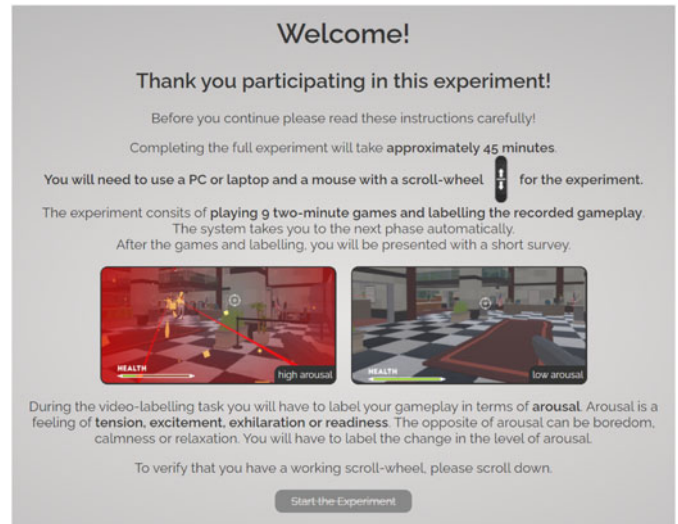 Welcome!
Thank you participating in this experiment!
Before you continue please read these instructions carefully!
Completing the full experiment will take approximately 45 minutes.
You will need to use a PC or laptop and a mouse with a scroll-wheel for the experiment.
The experiment consits of playing 9 two-minute games and labelling the recorded gameplay.
The system takes you to the next phase automatically.
After the games and labelling, you will be presented with a short survey.
HEALTH
high arousal
HEALTH
low arousal
During the video-labelling task you will have to label your gameplay in terms of arousal. Arousal is a
feeling of tension, excitement, exhilaration or readiness. The opposite of arousal can be boredom,
calmness or relaxation. You will have to label the change in the level of arousal.
To verify that you have a working scroll-wheel, please scroll down.
Start the Experiment